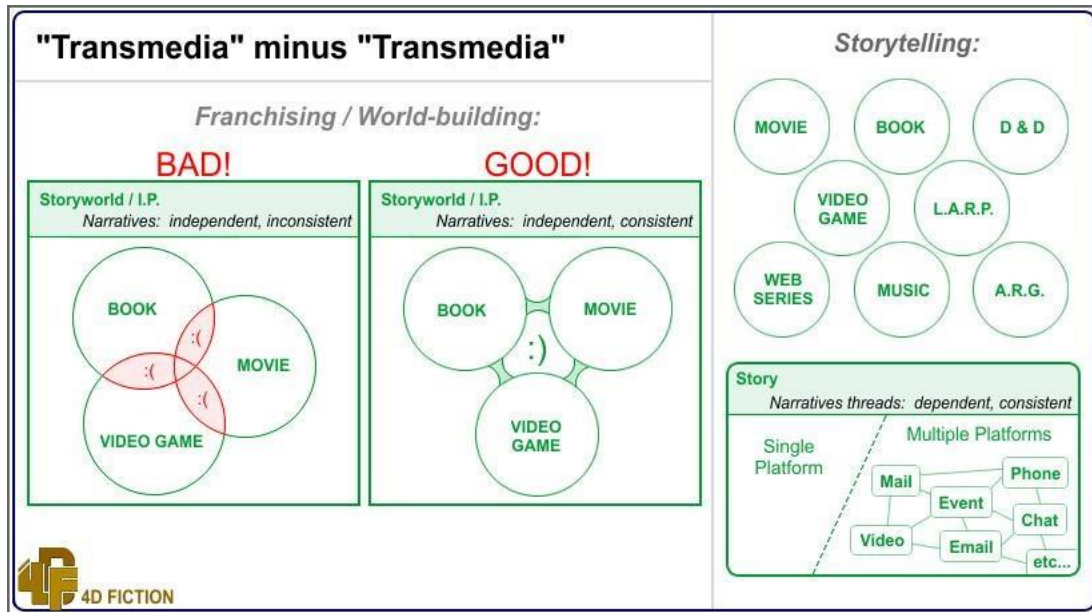 "Transmedia" minus "Transmedia"
Franchising / World-building:
BAD!
Storyworld / I.P.
Narratives: independent, inconsistent
BOOK
:(
:(
MOVIE
:(
VIDEO GAME
GOOD!
Storyworld / I.P.
Narratives: independent, consistent
BOOK
MOVIE
:)
VIDEO
GAME
4DF
4D FICTION
Storytelling:
MOVIE
BOOK
D & D
VIDEO
GAME
L.A.R.P.
WEB
SERIES
MUSIC
A.R.G.
Story
Narratives threads: dependent, consistent
Single
Platform
Multiple Platforms
Mail
Phone
Event
Chat
Video
Email
etc...